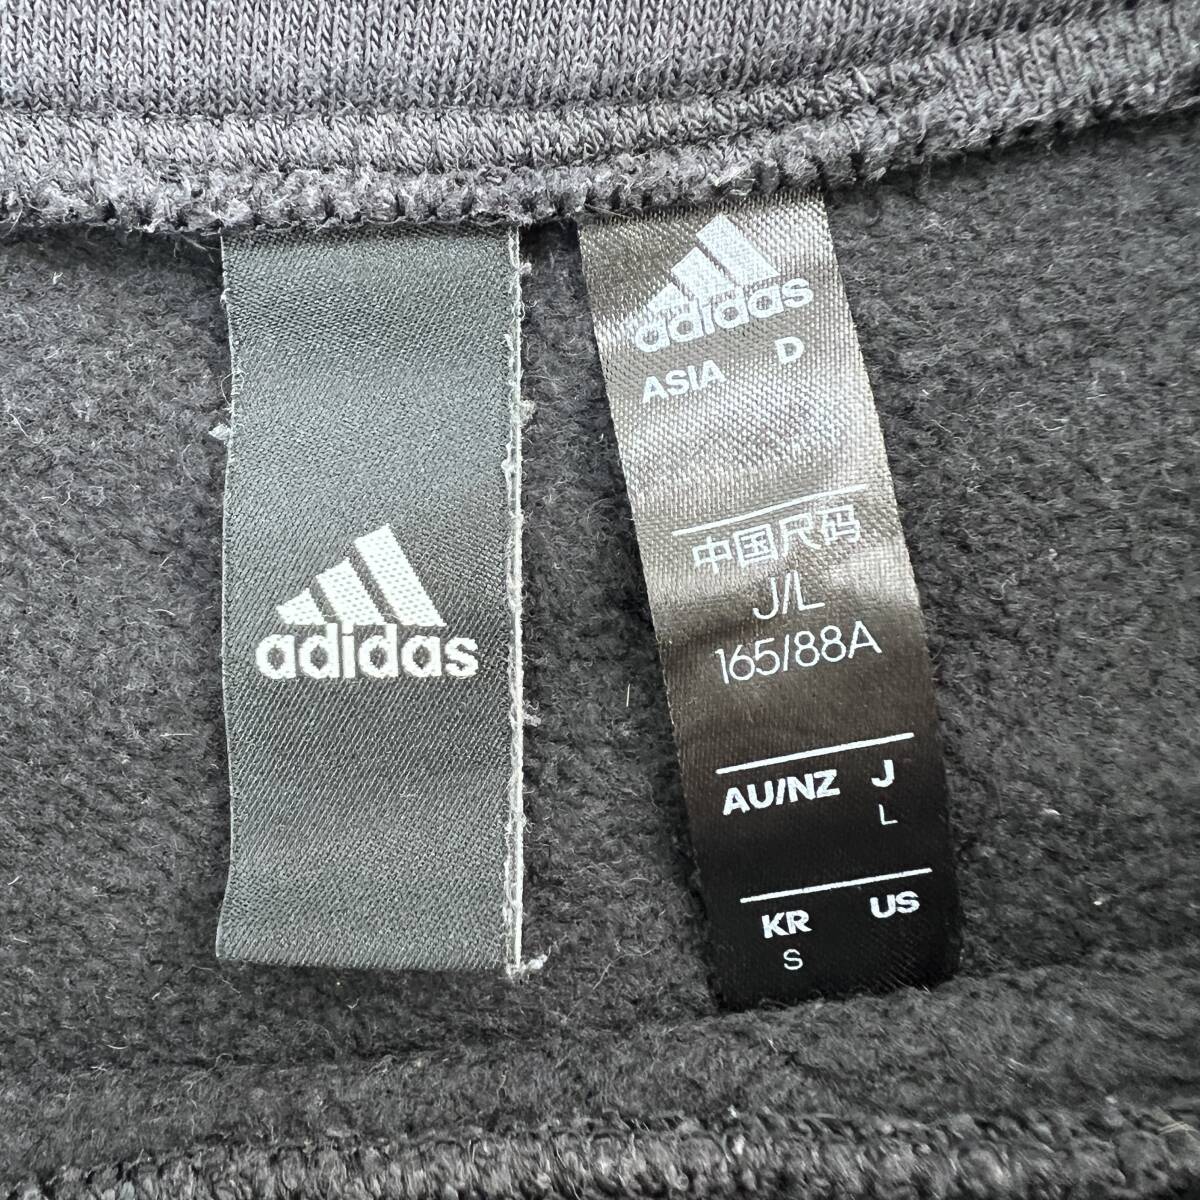 adidas
adidas
ASIA D
中国尺码
J/L
165/88A
AU/NZ J
L
KR US
S